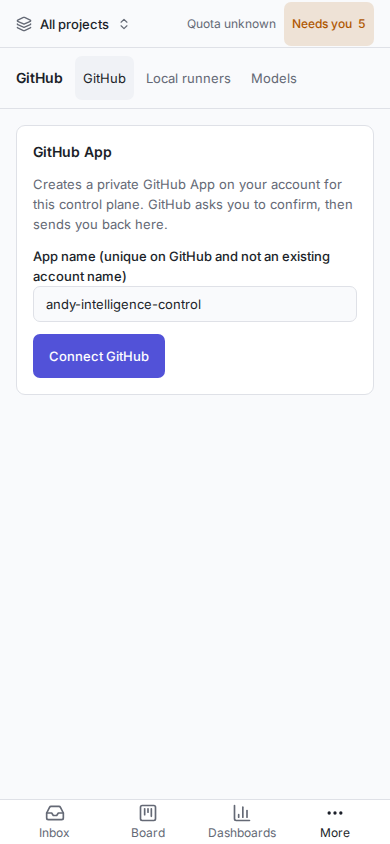 All projects
Quota unknown
Needs you 5
GitHub
GitHub
Local runners
Models
GitHub App
Creates a private GitHub App on your account for
this control plane. GitHub asks you to confirm, then
sends you back here.
App name (unique on GitHub and not an existing
account name)
andy-intelligence-control
Connect GitHub
Inbox
Board
Dashboards
More